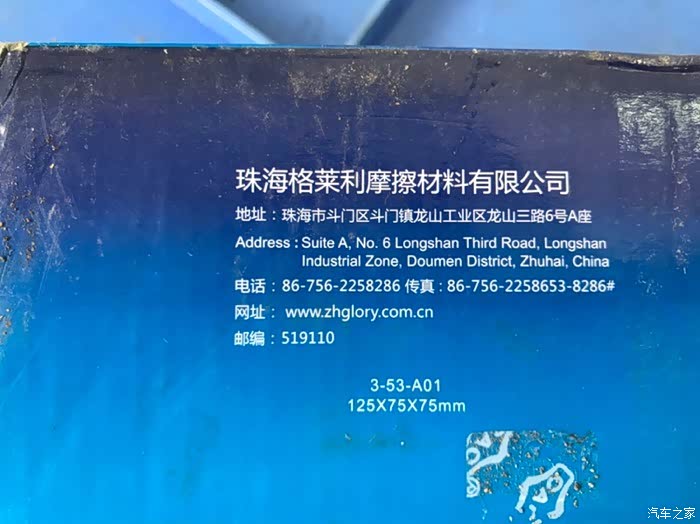 珠海格莱利摩擦材料有限公司
地址：珠海市斗门区斗门镇龙山工业区龙山三路6号A座
Address : Suite A, No. 6 Longshan Third Road, Longshan
Industrial Zone, Doumen District, Zhuhai, China
电话：86-756-2258286 传真：86-756-2258653-8286#
网址：www.zhglory.com.cn
邮编：519110
3-53-A01
125X75X75mm
汽车之家